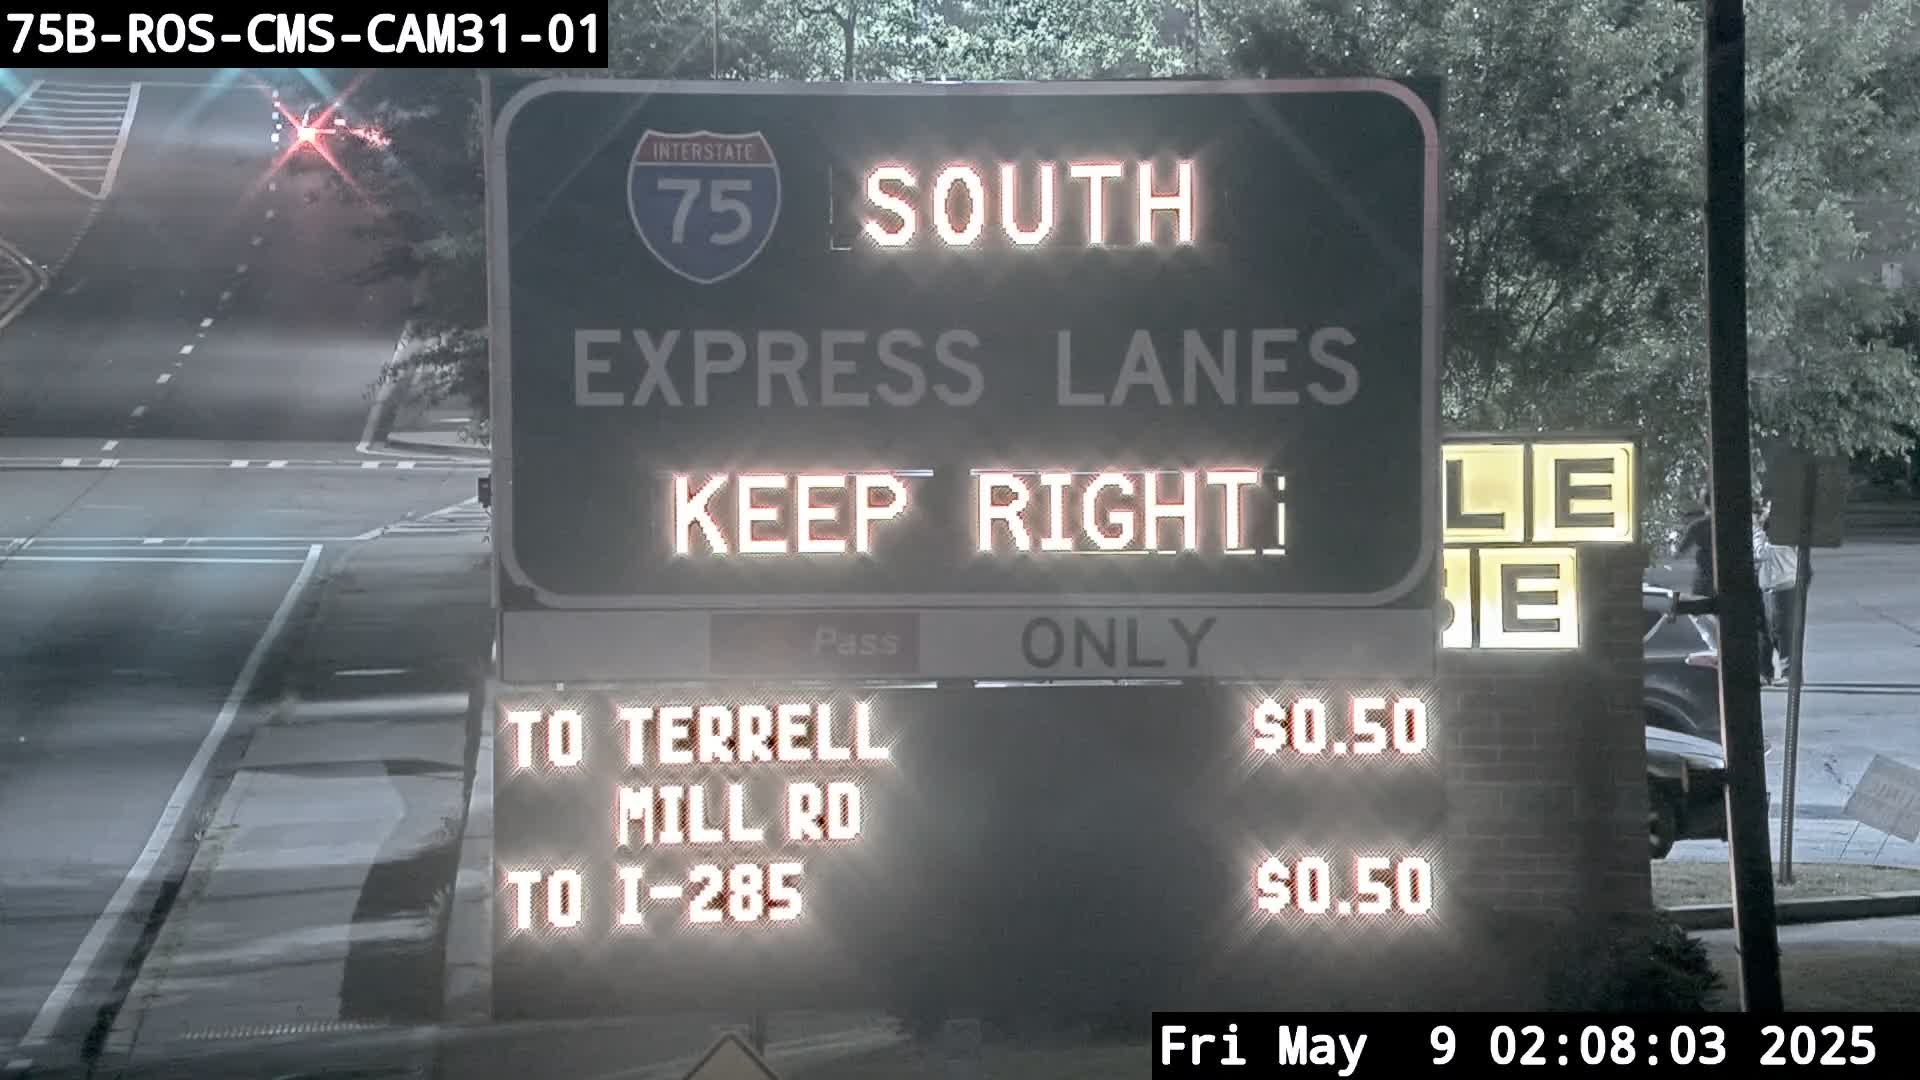 75B-ROS-CMS-CAM31-01
INTERSTATE
75
SOUTH
EXPRESS LANES
KEEP RIGHT
Pass ONLY
TO TERRELL $0.50
MILL RD
TO I-285 $0.50
LE
E
Fri May 9 02:08:03 2025